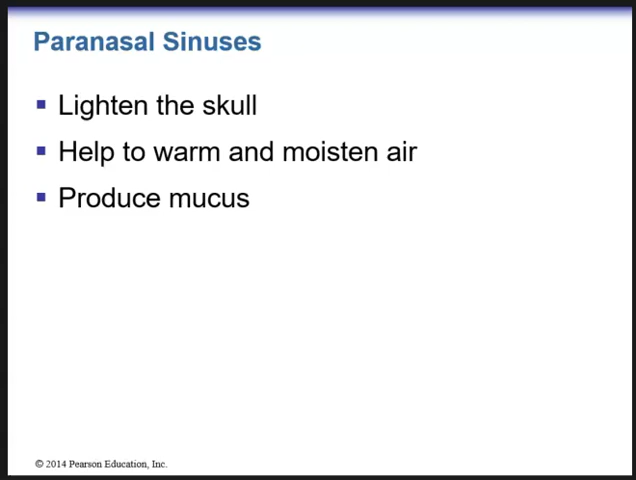 Paranasal Sinuses
▪ Lighten the skull
▪ Help to warm and moisten air
▪ Produce mucus
© 2014 Pearson Education, Inc.